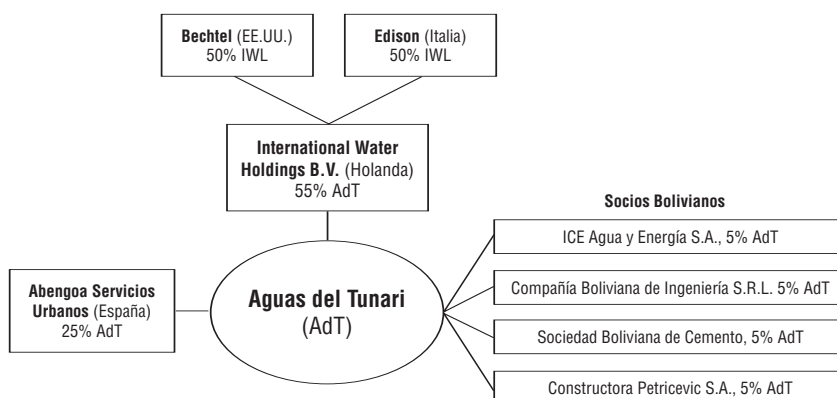 Bechtel (EE.UU.)
50% IWL
Edison (Italia)
50% IWL
International Water
Holdings B.V. (Holanda)
55% AdT
Socios Bolivianos
ICE Agua y Energía S.A., 5% AdT
Abengoa Servicios
Urbanos (España)
25% AdT
Aguas del Tunari
(AdT)
Compañía Boliviana de Ingeniería S.R.L. 5% AdT
Sociedad Boliviana de Cemento, 5% AdT
Constructora Petricevic S.A., 5% AdT